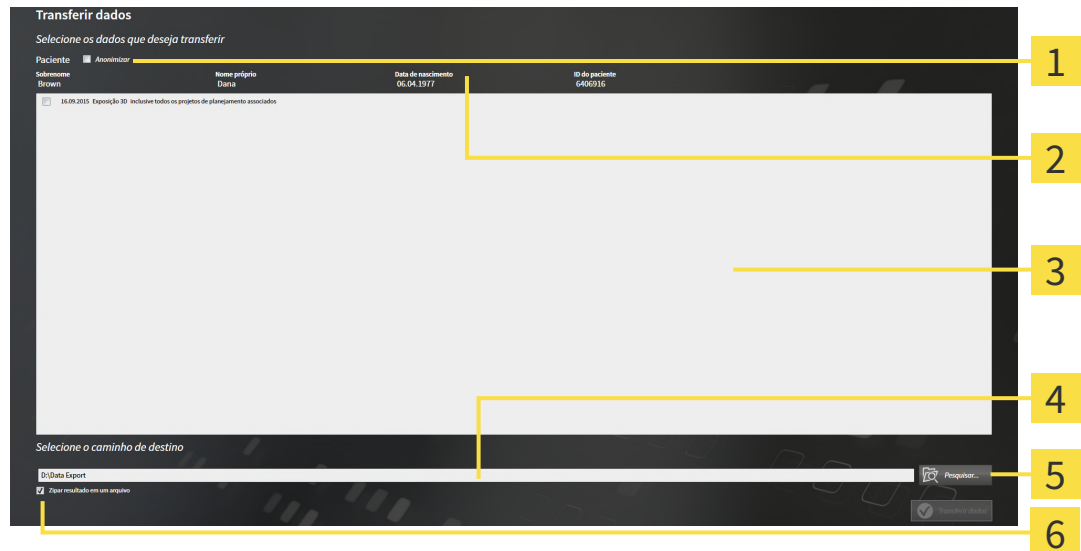 Transferir dados
Selecione os dados que deseja transferir
Paciente Anonimizar
Sobrenome Nome próprio Data de nascimento ID do paciente
Brown Dana 06.04.1977 6406916
16.09.2015 Exposição 3D inclusive todos os projetos de planejamento associados
Selecione o caminho de destino
D:\Data Export Pesquisar...
Zipar resultado em um arquivo
Transferir dados
1
2
3
4
5
6